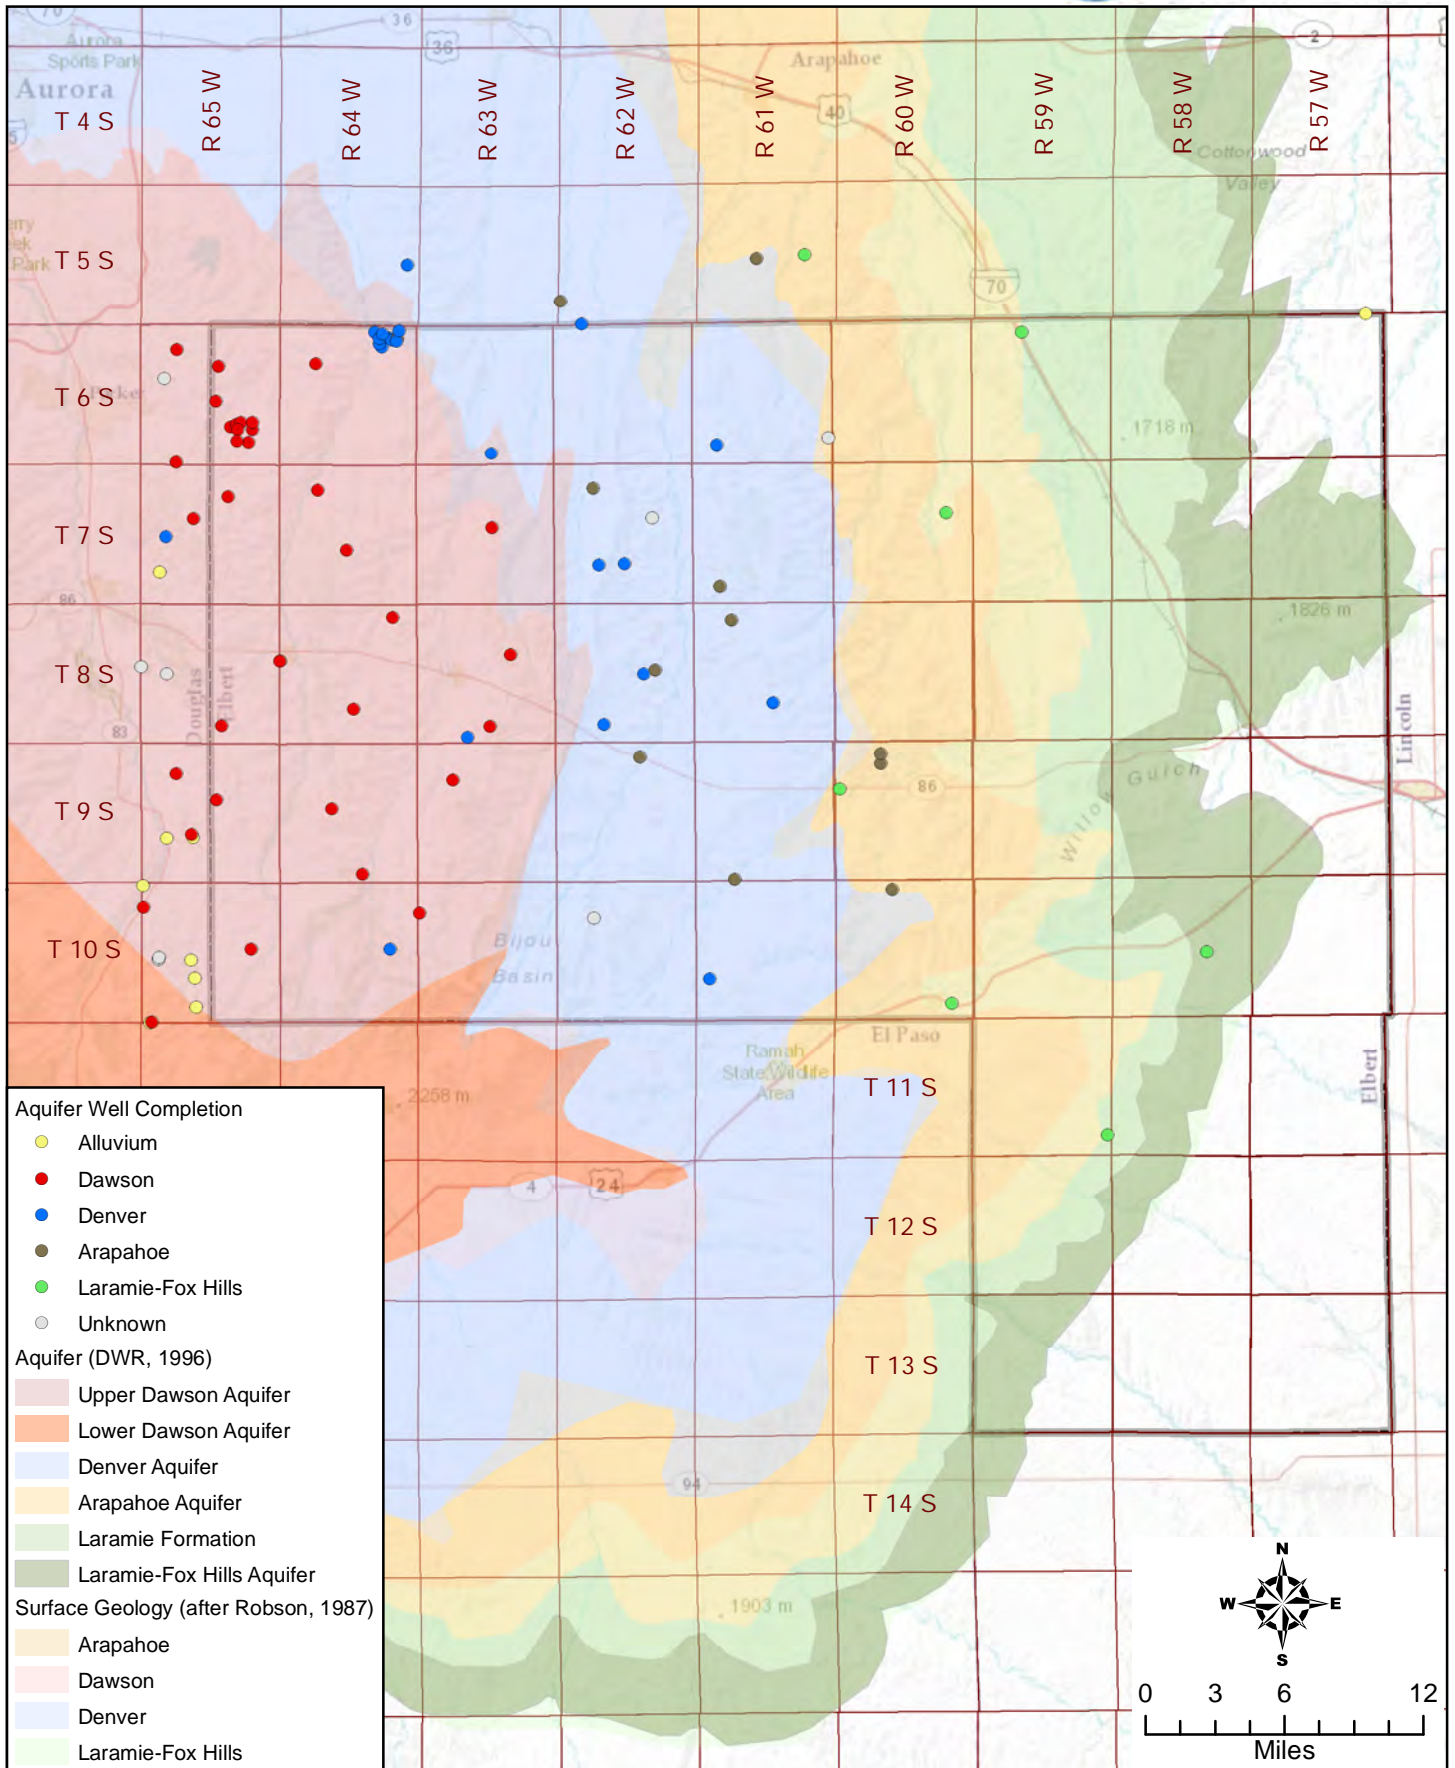 70
36
36
2
Aurora
Sports Park
Arapahoe
Aurora
R 65 W
R 64 W
R 63 W
R 62 W
R 61 W
R 60 W
R 59 W
R 58 W
R 57 W
40
T 4 S
Cottonwood
Valley
T 5 S
Park
70
T 6 S
1718 m
T 7 S
86
1826 m
T 8 S
Douglas
Elbert
83
Lincoln
Willow Gulch
86
T 9 S
T 10 S
Bijou
Basin
El Paso
Ramah
State Wildlife
Area
Elbert
T 11 S
2258 m
4
24
T 12 S
T 13 S
94
T 14 S
1903 m
Aquifer Well Completion
Alluvium
Dawson
Denver
Arapahoe
Laramie-Fox Hills
Unknown
Aquifer (DWR, 1996)
Upper Dawson Aquifer
Lower Dawson Aquifer
Denver Aquifer
Arapahoe Aquifer
Laramie Formation
Laramie-Fox Hills Aquifer
Surface Geology (after Robson, 1987)
Arapahoe
Dawson
Denver
Laramie-Fox Hills
N
W E
S
0 3 6 12
Miles